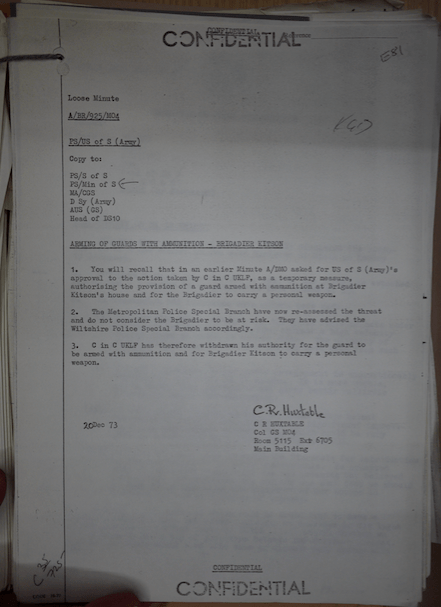 CONFIDENTIAL
CONFIDENTIAL
E81
Loose Minute
A/BR/925/MO4
PS/US of S (Army)
Copy to:
PS/S of S
PS/Min of S
MA/CGS
D Sy (Army)
AUS (GS)
Head of DS10
ARMING OF GUARDS WITH AMMUNITION - BRIGADIER KITSON
1. You will recall that in an earlier Minute A/DMO asked for US of S (Army)'s
approval to the action taken by C in C UKLF, as a temporary measure,
authorising the provision of a guard armed with ammunition at Brigadier
Kitson's house and for the Brigadier to carry a personal weapon.
2. The Metropolitan Police Special Branch have now re-assessed the threat
and do not consider the Brigadier to be at risk. They have advised the
Wiltshire Police Special Branch accordingly.
3. C in C UKLF has therefore withdrawn his authority for the guard to
be armed with ammunition and for Brigadier Kitson to carry a personal
weapon.
C.R. Huxtable
20 Dec 73
C R HUXTABLE
Col GS MO4
Room 5115 Ext 6705
Main Building
CONFIDENTIAL
CONFIDENTIAL